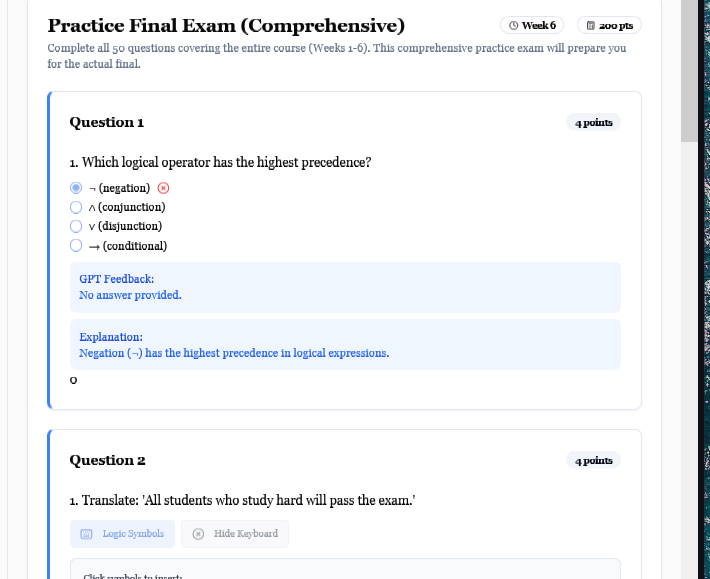 Practice Final Exam (Comprehensive)
Week 6
200 pts
Complete all 50 questions covering the entire course (Weeks 1-6). This comprehensive practice exam will prepare you
for the actual final.
Question 1
4 points
1. Which logical operator has the highest precedence?
¬ (negation)
∧ (conjunction)
∨ (disjunction)
→ (conditional)
GPT Feedback:
No answer provided.
Explanation:
Negation (¬) has the highest precedence in logical expressions.
0
Question 2
4 points
1. Translate: 'All students who study hard will pass the exam.'
Logic Symbols
Hide Keyboard
Click symbols to insert: